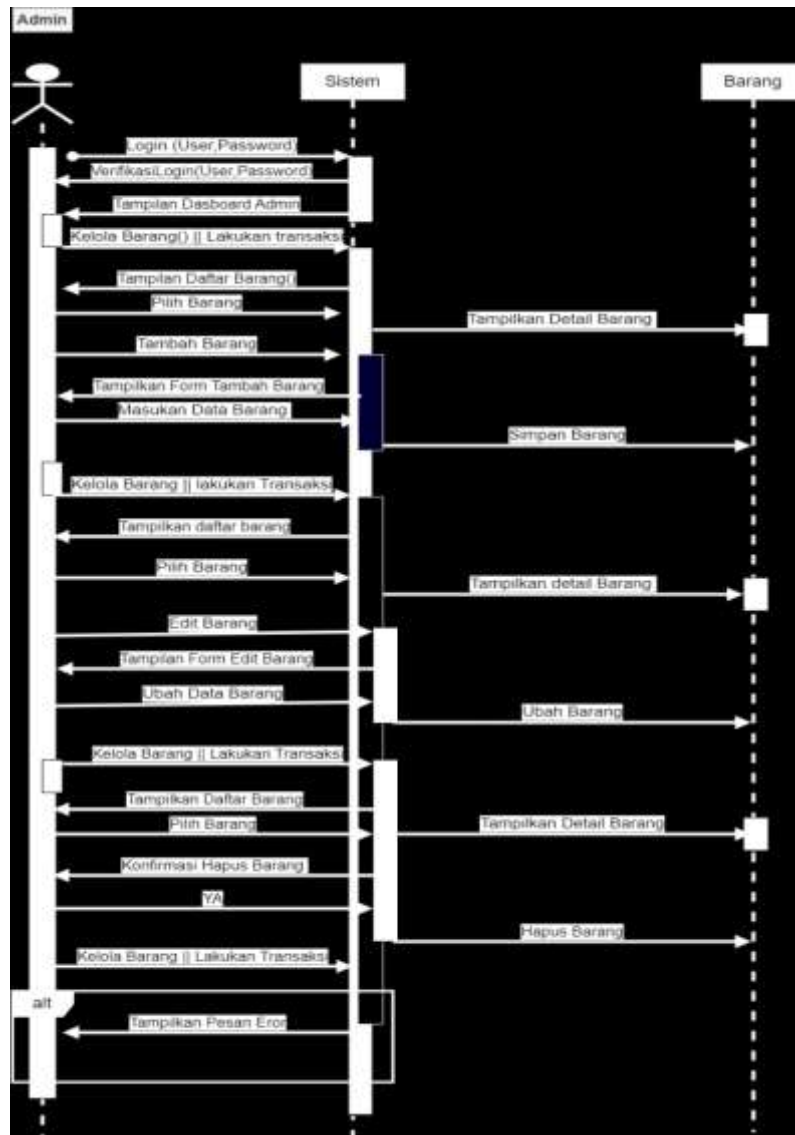 Admin
Sistem
Barang
Login (User,Password)
VerifikasiLogin(User,Password)
Tampilan Dasboard Admin
Kelola Barang() || Lakukan transaksi
Tampilan Daftar Barang()
Pilih Barang
Tampilkan Detail Barang
Tambah Barang
Tampilkan Form Tambah Barang
Masukan Data Barang
Simpan Barang
Kelola Barang || lakukan Transaksi
Tampilkan daftar barang
Pilih Barang
Tampilkan detail Barang
Edit Barang
Tampilan Form Edit Barang
Ubah Data Barang
Ubah Barang
Kelola Barang || Lakukan Transaksi
Tampilkan Daftar Barang
Pilih Barang
Tampilkan Detail Barang
Konfirmasi Hapus Barang
YA
Hapus Barang
Kelola Barang || Lakukan Transaksi
alt
Tampilkan Pesan Eror